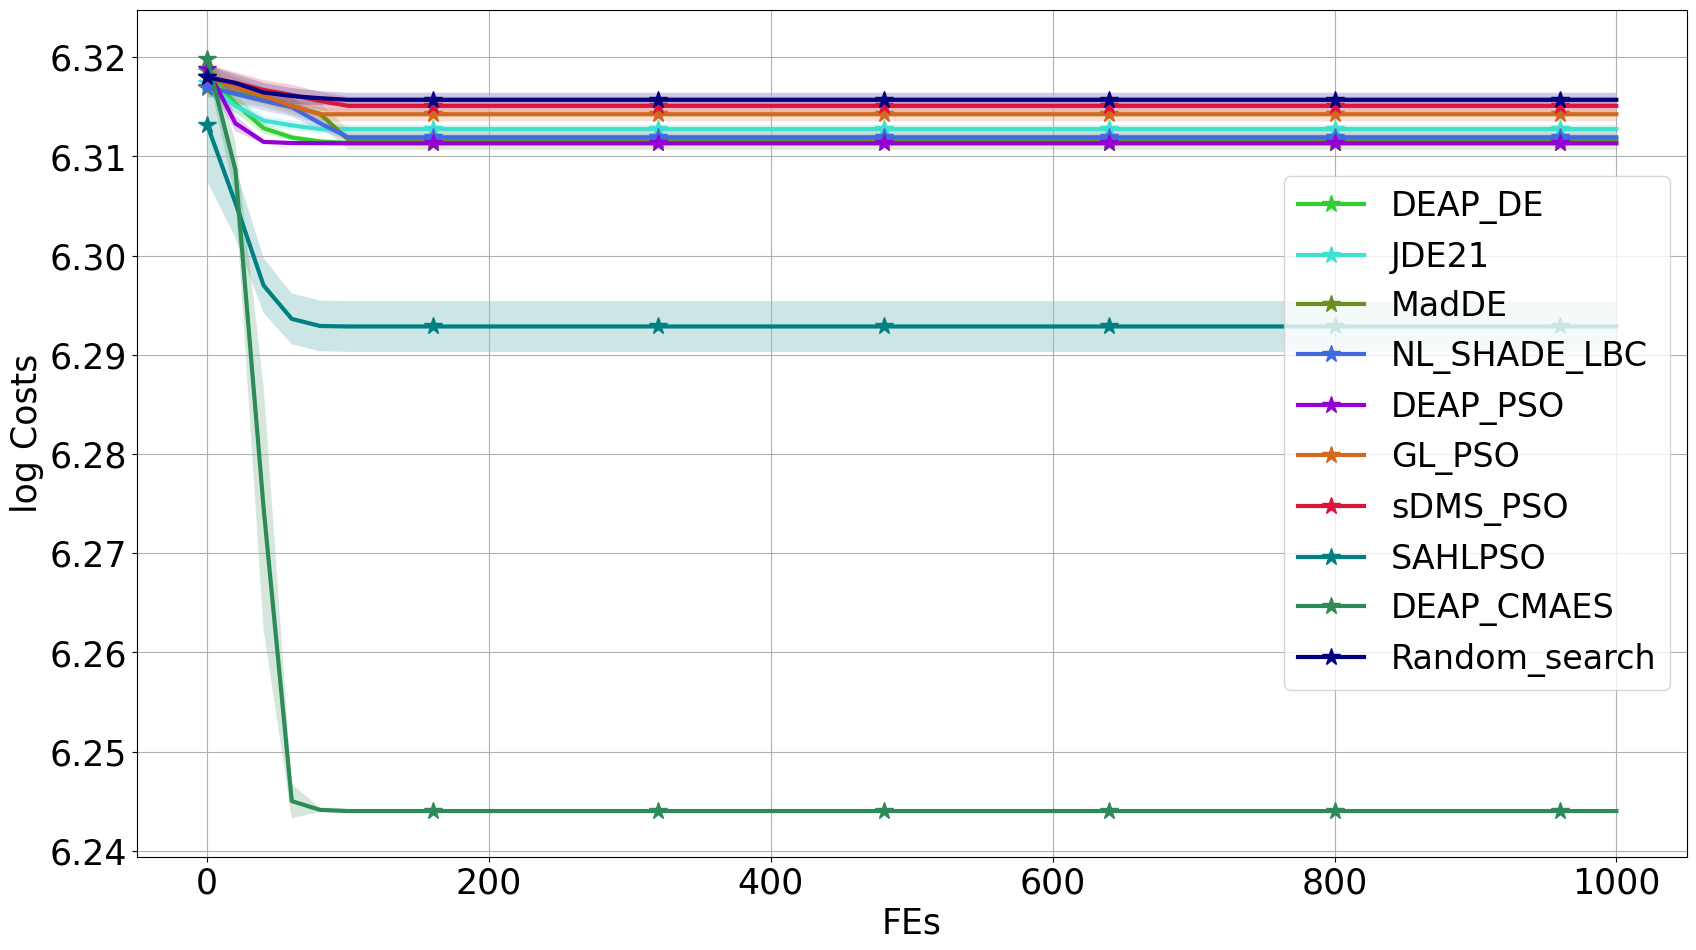 6.32
6.31
6.30
6.29
6.28
6.27
6.26
6.25
6.24
log Costs
0 200 400 600 800 1000
FEs
DEAP_DE
JDE21
MadDE
NL_SHADE_LBC
DEAP_PSO
GL_PSO
sDMS_PSO
SAHLPSO
DEAP_CMAES
Random_search